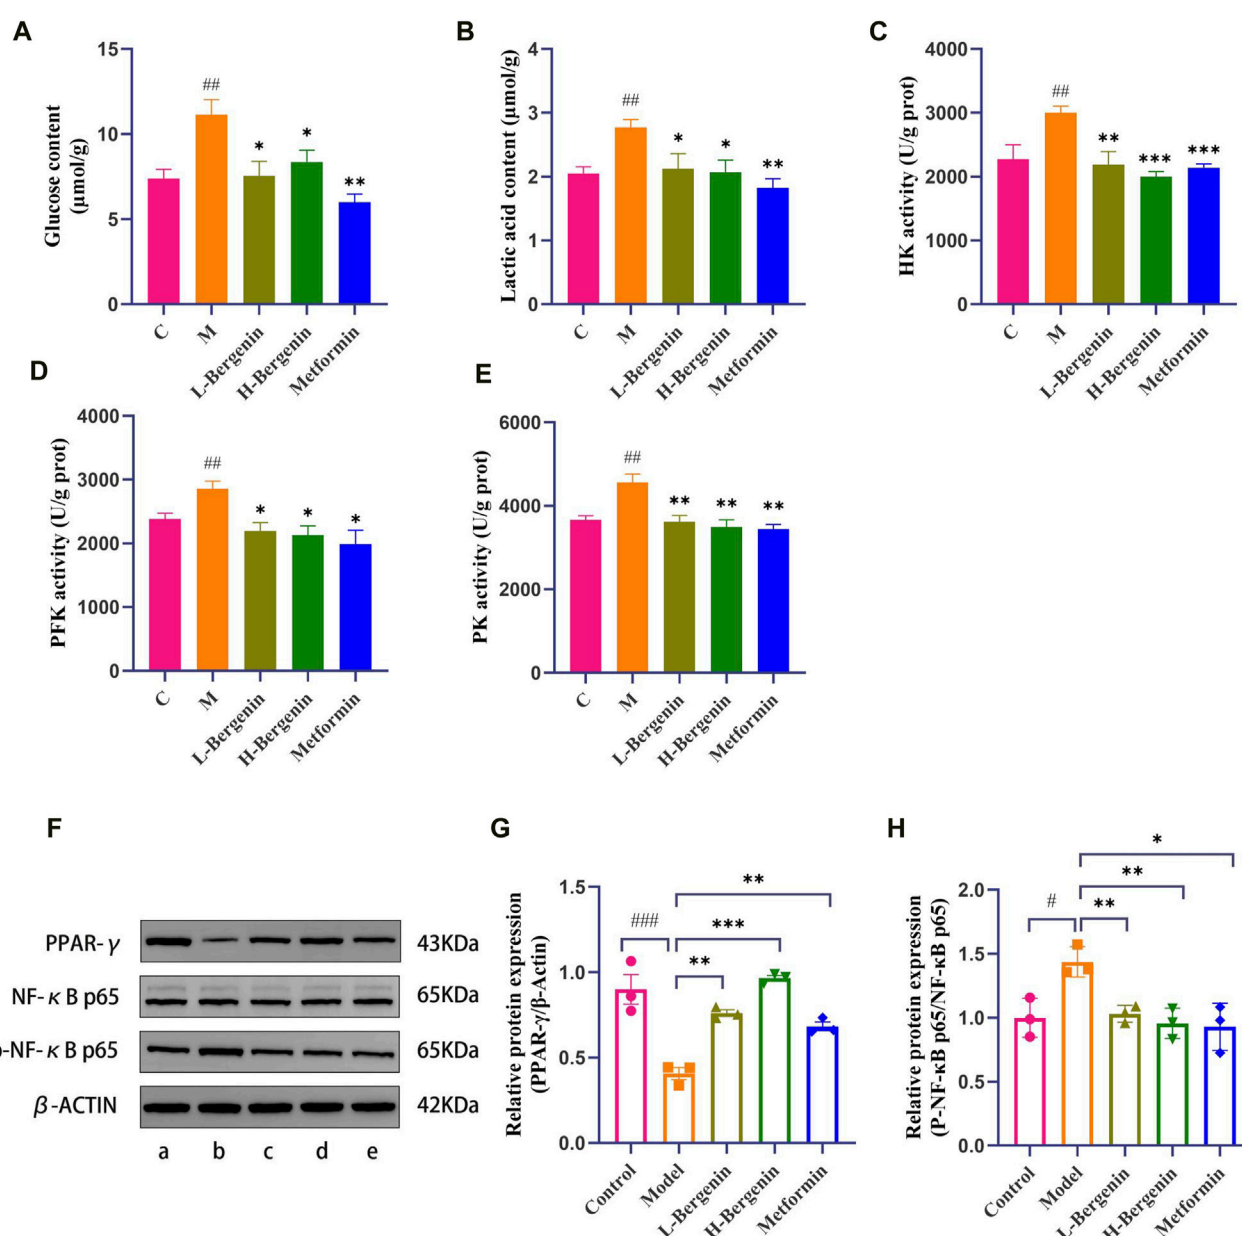 A
Glucose content
(μmol/g)
15
10
5
0
##
*
*
**
C
M
L-Bergenin
H-Bergenin
Metformin
B
Lactic acid content (μmol/g)
4
3
2
1
0
##
*
*
**
C
M
L-Bergenin
H-Bergenin
Metformin
C
HK activity (U/g prot)
4000
3000
2000
1000
0
##
**
***
***
C
M
L-Bergenin
H-Bergenin
Metformin
D
PFK activity (U/g prot)
4000
3000
2000
1000
0
##
*
*
*
C
M
L-Bergenin
H-Bergenin
Metformin
E
PK activity (U/g prot)
6000
4000
2000
0
##
**
**
**
C
M
L-Bergenin
H-Bergenin
Metformin
F
PPAR-γ 43KDa
NF-κB p65 65KDa
-NF-κB p65 65KDa
β-ACTIN 42KDa
a b c d e
G
Relative protein expression
(PPAR-γ/β-Actin)
1.5
1.0
0.5
0.0
###
**
***
**
Control
Model
L-Bergenin
H-Bergenin
Metformin
H
Relative protein expression
(P-NF-κB p65/NF-κB p65)
2.0
1.5
1.0
0.5
0.0
#
**
**
*
Control
Model
L-Bergenin
H-Bergenin
Metformin